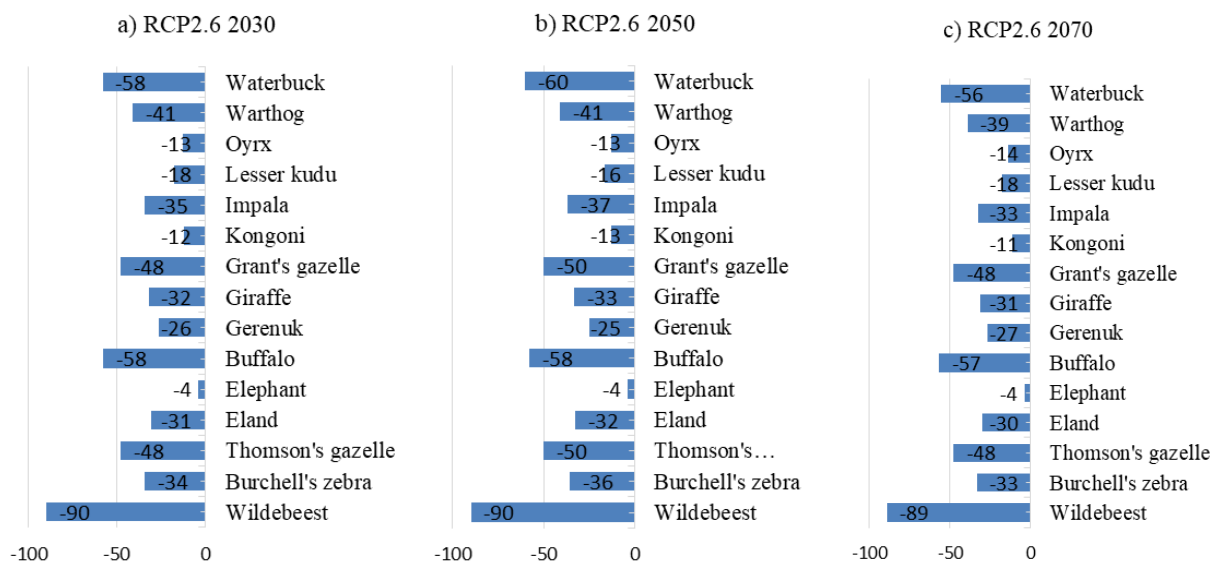 a) RCP2.6 2030
-58 Waterbuck
-41 Warthog
-13 Oyrx
-18 Lesser kudu
-35 Impala
-12 Kongoni
-48 Grant's gazelle
-32 Giraffe
-26 Gerenuk
-58 Buffalo
-4 Elephant
-31 Eland
-48 Thomson's gazelle
-34 Burchell's zebra
-90 Wildebeest
-100 -50 0
b) RCP2.6 2050
-60 Waterbuck
-41 Warthog
-13 Oyrx
-16 Lesser kudu
-37 Impala
-13 Kongoni
-50 Grant's gazelle
-33 Giraffe
-25 Gerenuk
-58 Buffalo
-4 Elephant
-32 Eland
-50 Thomson's…
-36 Burchell's zebra
-90 Wildebeest
-100 -50 0
c) RCP2.6 2070
-56 Waterbuck
-39 Warthog
-14 Oyrx
-18 Lesser kudu
-33 Impala
-11 Kongoni
-48 Grant's gazelle
-31 Giraffe
-27 Gerenuk
-57 Buffalo
-4 Elephant
-30 Eland
-48 Thomson's gazelle
-33 Burchell's zebra
-89 Wildebeest
-100 -50 0